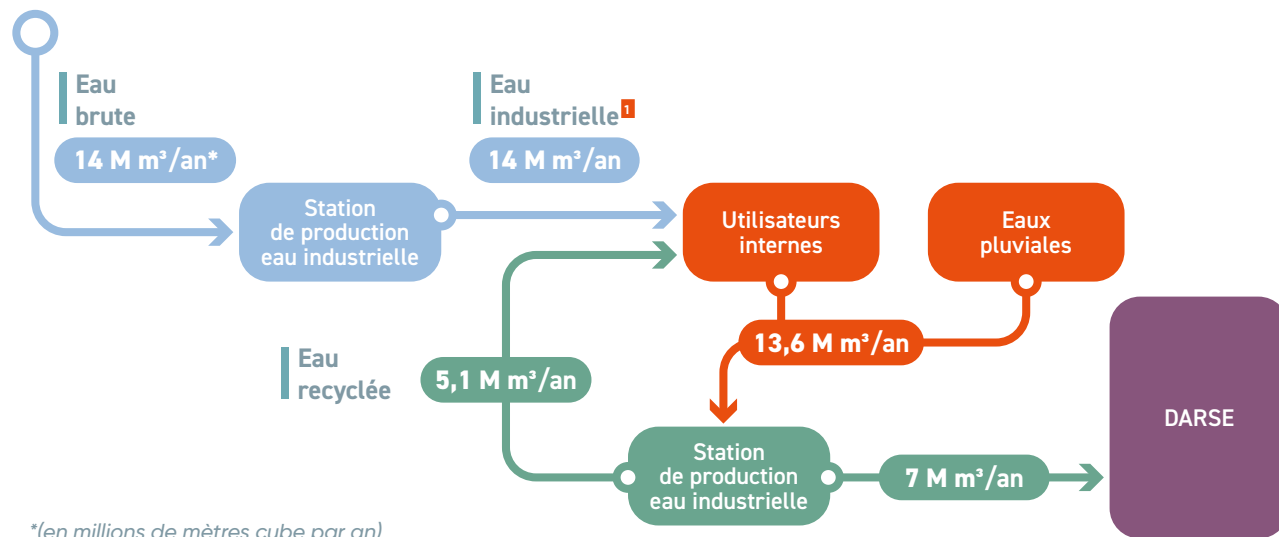 Eau
brute
14 M m³/an*
Eau
industrielle 1
14 M m³/an
Station
de production
eau industrielle
Utilisateurs
internes
Eaux
pluviales
13,6 M m³/an
Eau
recyclée
5,1 M m³/an
Station
de production
eau industrielle
7 M m³/an
DARSE
*(en millions de mètres cube par an)